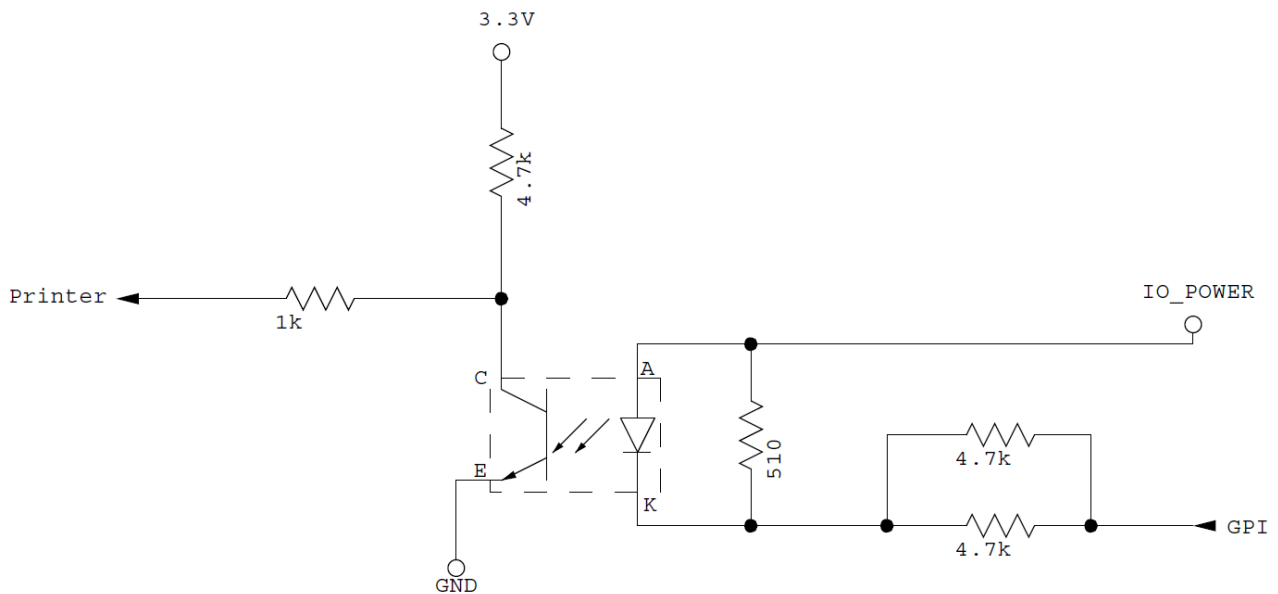 3.3V
4.7k
Printer
1k
IO_POWER
C
A
510
4.7k
E
K
4.7k
GPI
GND